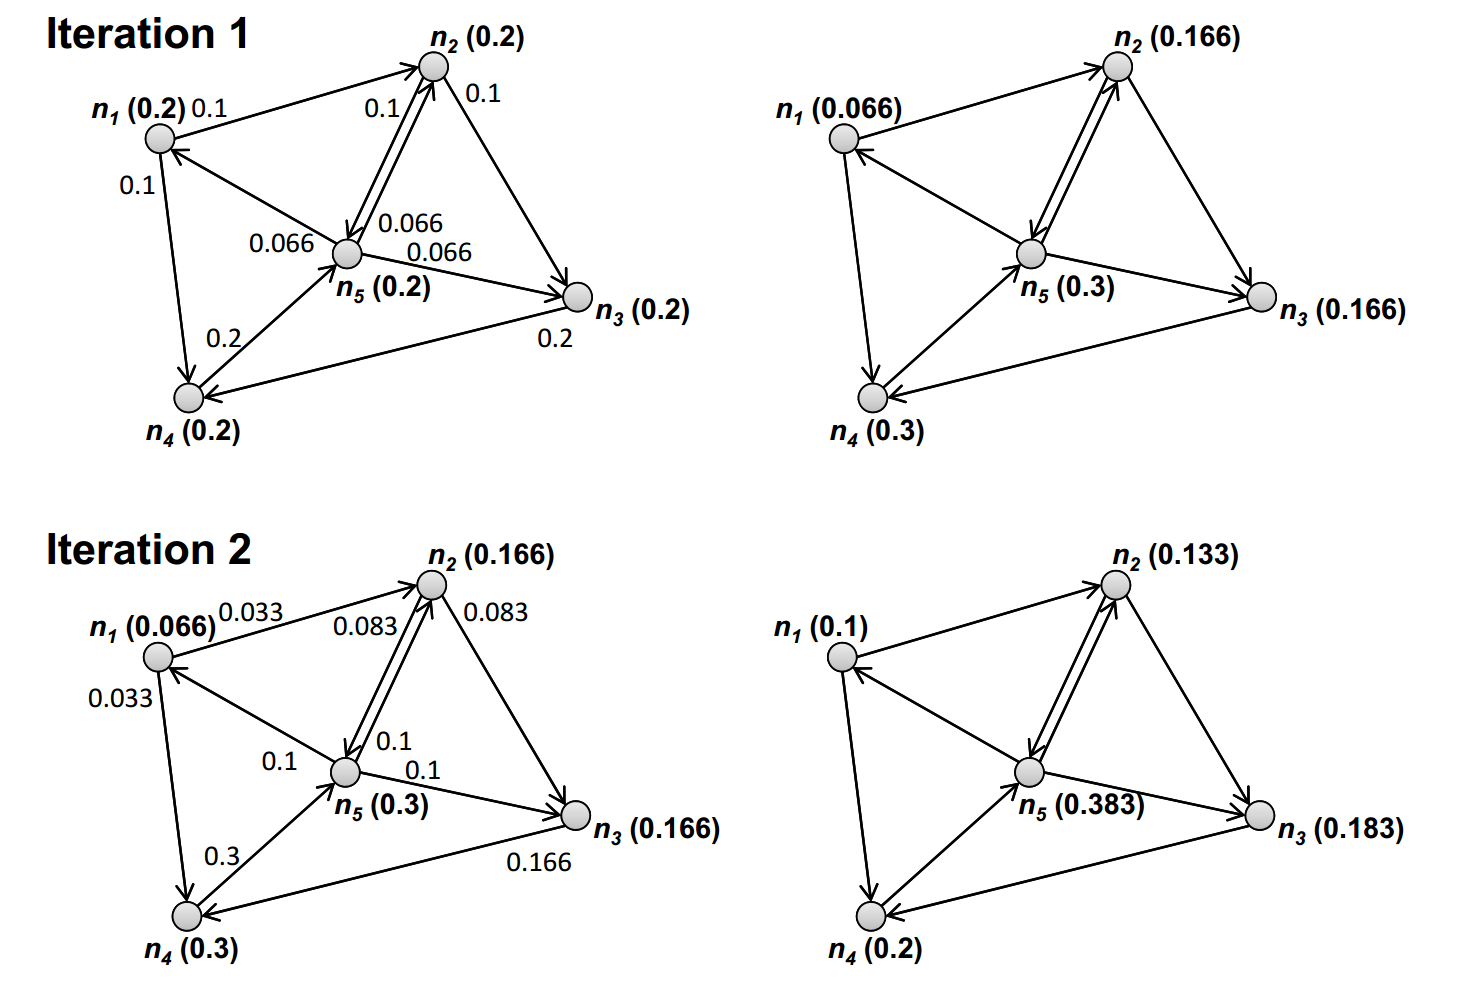 Iteration 1
n2 (0.2)
n1 (0.2)
0.1
0.1
0.1
0.1
0.066
0.066
0.066
n5 (0.2)
n3 (0.2)
0.2
0.2
n4 (0.2)
n2 (0.166)
n1 (0.066)
n5 (0.3)
n3 (0.166)
n4 (0.3)
Iteration 2
n2 (0.166)
n1 (0.066)
0.033
0.083
0.083
0.033
0.1
0.1
0.1
n5 (0.3)
n3 (0.166)
0.3
0.166
n4 (0.3)
n2 (0.133)
n1 (0.1)
n5 (0.383)
n3 (0.183)
n4 (0.2)